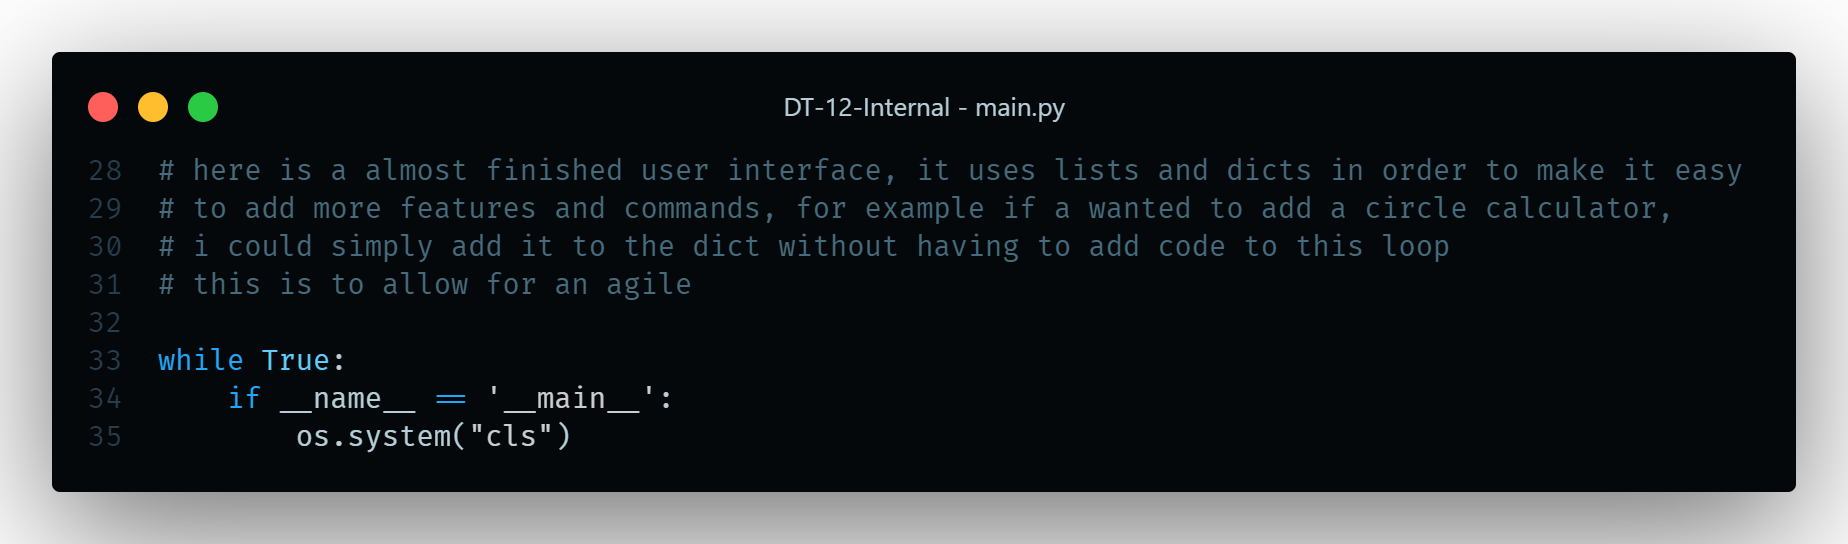 DT-12-Internal - main.py
28 # here is a almost finished user interface, it uses lists and dicts in order to make it easy
29 # to add more features and commands, for example if a wanted to add a circle calculator,
30 # i could simply add it to the dict without having to add code to this loop
31 # this is to allow for an agile
32
33 while True:
34     if __name__ == '__main__':
35         os.system("cls")